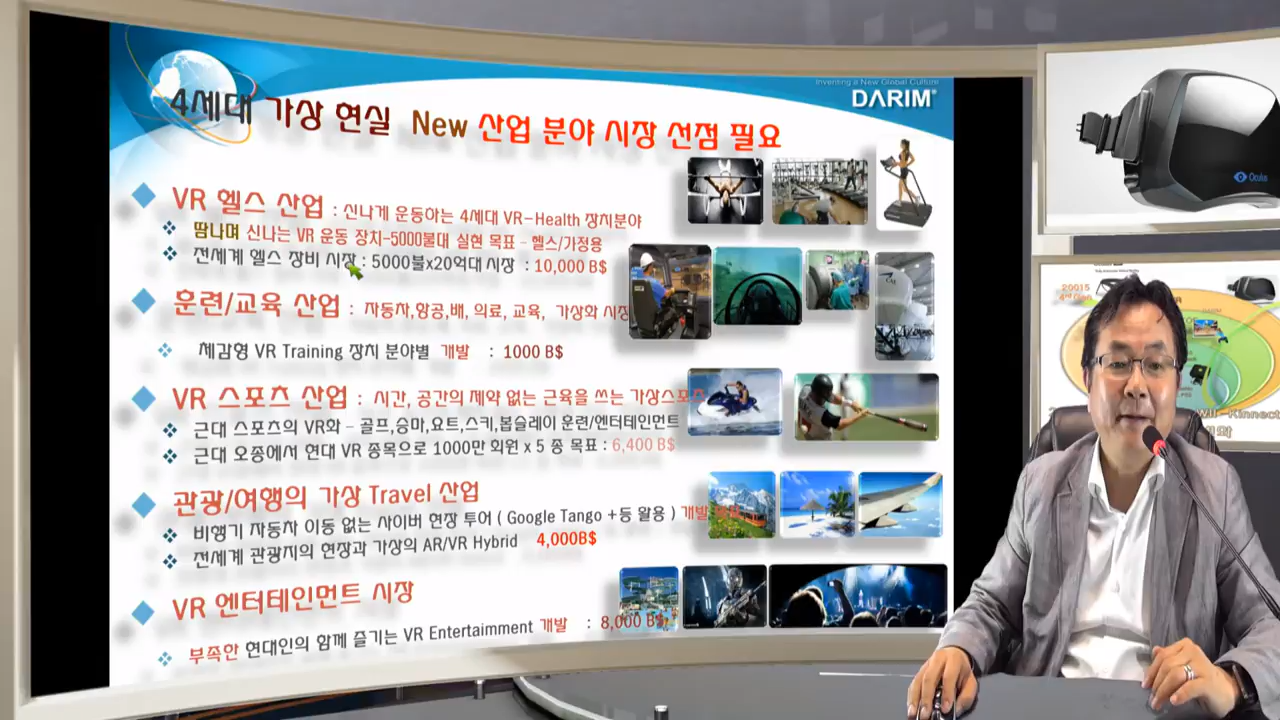 Inventing a New Global Culture
DARIM
4세대 가상 현실 New 산업 분야 시장 선점 필요
VR 헬스 산업 : 신나게 운동하는 4세대 VR-Health 장치분야
땀나며 신나는 VR 운동 장치-5000불대 실현 목표 - 헬스/가정용
전세계 헬스 장비 시장 : 5000불x20억대 시장 : 10,000 B$
훈련/교육 산업 : 자동차,항공,배, 의료, 교육, 가상화 시장
체감형 VR Training 장치 분야별 개발 : 1000 B$
VR 스포츠 산업 : 시간, 공간의 제약 없는 근육을 쓰는 가상스포츠
근대 스포츠의 VR화 - 골프,승마,요트,스키,봅슬레이 훈련/엔터테인먼트
근대 오종에서 현대 VR 종목으로 1000만 회원 x 5 종 목표 : 6,400 B$
관광/여행의 가상 Travel 산업
비행기 자동차 이동 없는 사이버 현장 투어 ( Google Tango +등 활용 ) 개발
전세계 관광지의 현장과 가상의 AR/VR Hybrid 4,000B$
VR 엔터테인먼트 시장
부족한 현대인의 함께 즐기는 VR Entertaimment 개발 : 8,000 B$
Oculus
20015
4rd Gen
DARIM
WII-Kinnect